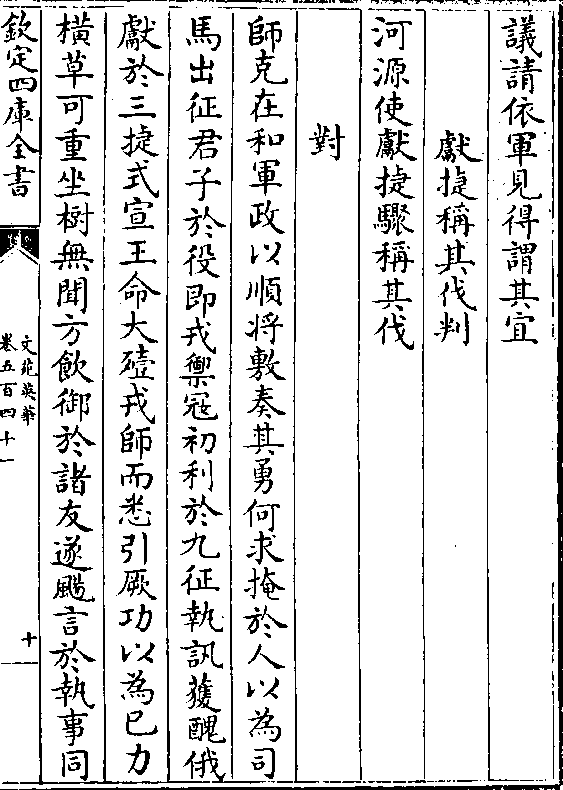 議請依軍見得謂其宜
獻捷稱其伐判
河源使獻捷驟稱其伐
對
師克在和軍政以順將敷奏其勇何求掩於人以為司
馬出征君子於役即戎禦寇初利於九征執訊獲醜俄
獻於三捷式宣王命大殪戎師而悉引厥功以為已力
橫草可重坐樹無聞方飲御於諸友遂颺言於執事同
欽定四庫全書
文苑英華
卷五百四十一
十